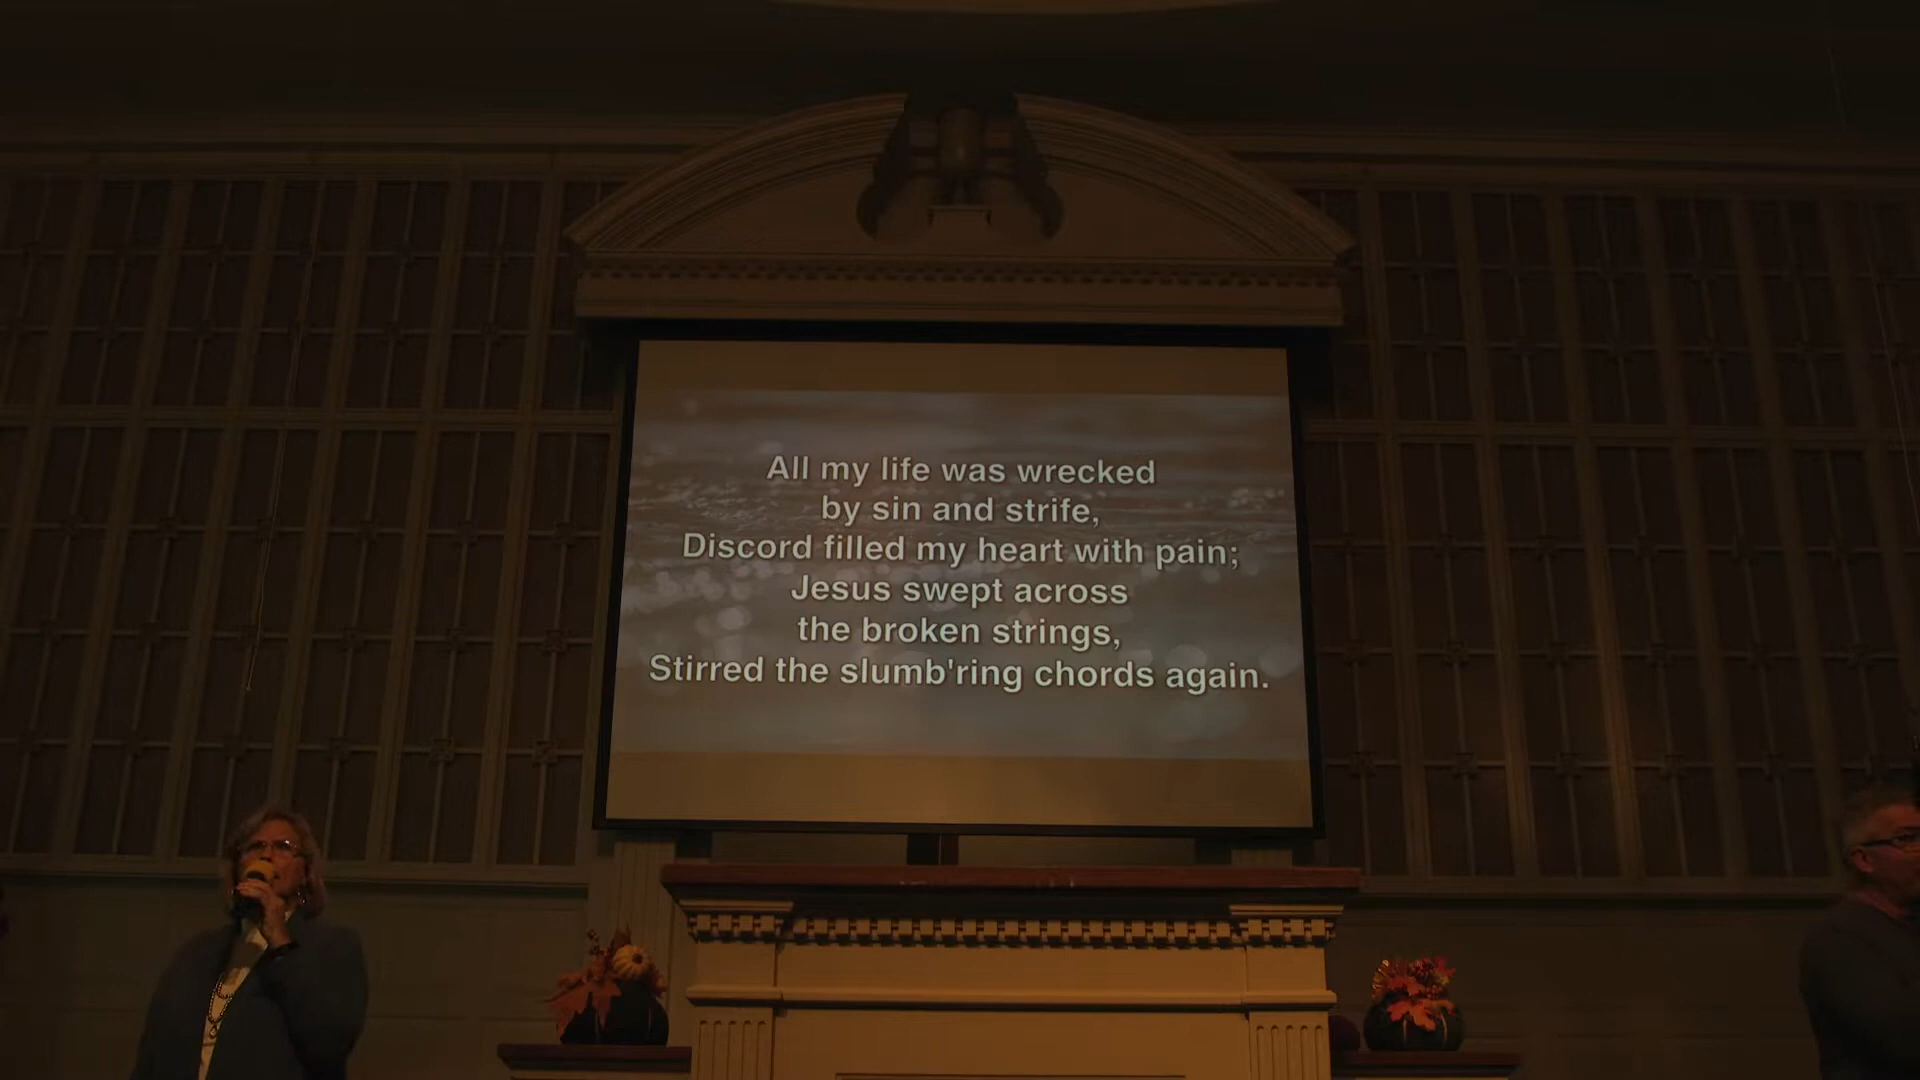 All my life was wrecked
by sin and strife,
Discord filled my heart with pain;
Jesus swept across
the broken strings,
Stirred the slumb'ring chords again.